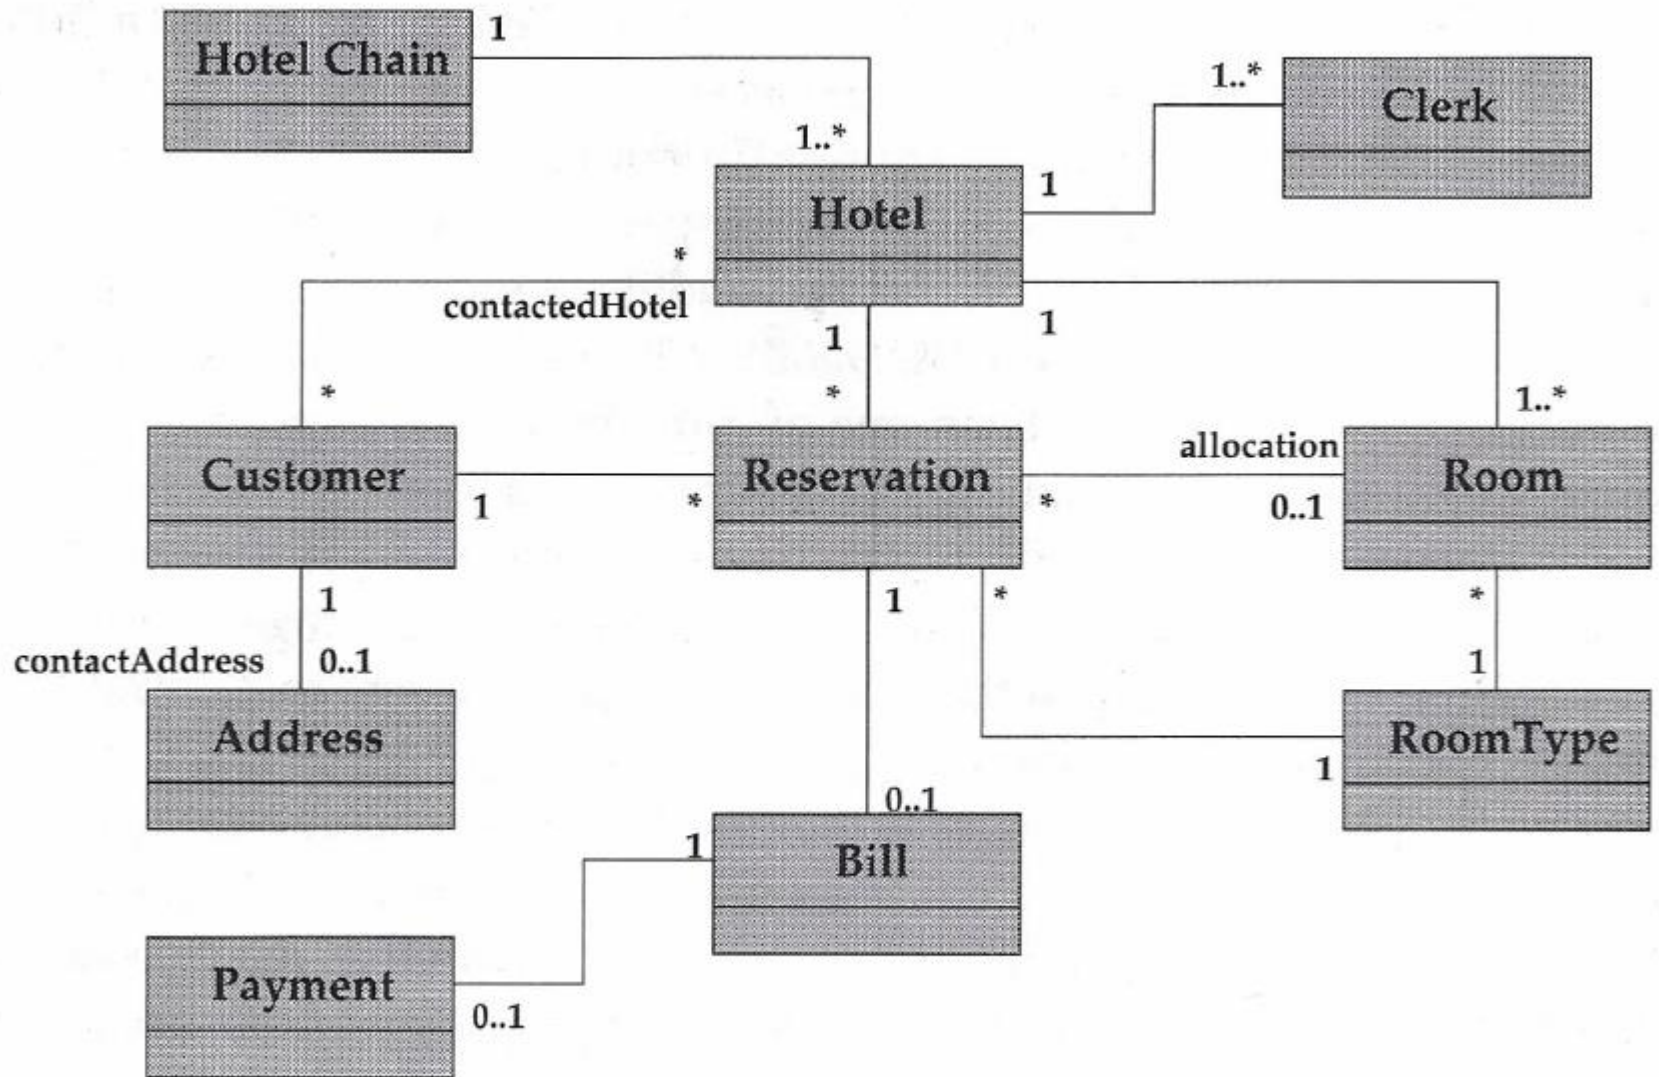 Hotel Chain
1
1..*
Clerk
1..*
Hotel
1
*
contactedHotel
1
1
*
*
1..*
Customer
Reservation
allocation
Room
1
*
*
0..1
1
1
*
*
contactAddress
0..1
1
Address
RoomType
1
0..1
1
Bill
Payment
0..1